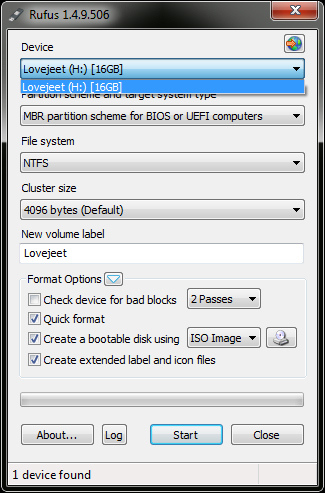 Rufus 1.4.9.506
Device
Lovejeet (H:) [16GB]
Lovejeet (H:) [16GB]
Partition scheme and target system type
MBR partition scheme for BIOS or UEFI computers
File system
NTFS
Cluster size
4096 bytes (Default)
New volume label
Lovejeet
Format Options
Check device for bad blocks 2 Passes
Quick format
Create a bootable disk using ISO Image
Create extended label and icon files
About... Log Start Close
1 device found